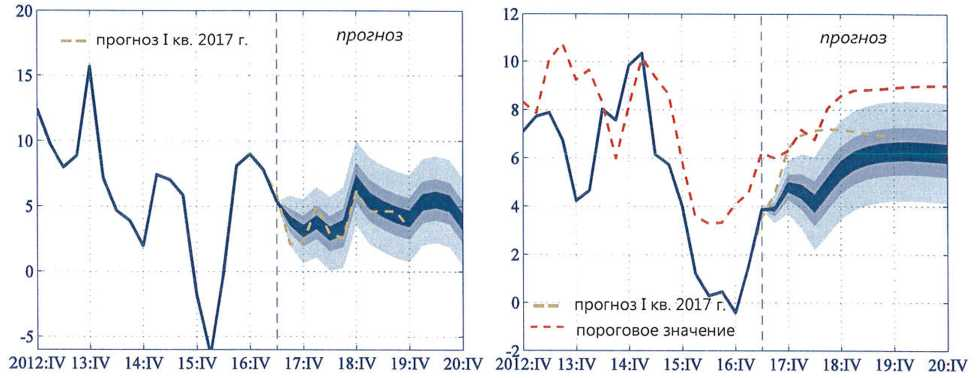 20
15
10
5
0
-5
прогноз I кв. 2017 г.
прогноз
2012:IV 13:IV 14:IV 15:IV 16:IV 17:IV 18:IV 19:IV 20:IV
12
10
8
6
4
2
0
-2
прогноз
прогноз I кв. 2017 г.
пороговое значение
2012:IV 13:IV 14:IV 15:IV 16:IV 17:IV 18:IV 19:IV 20:IV